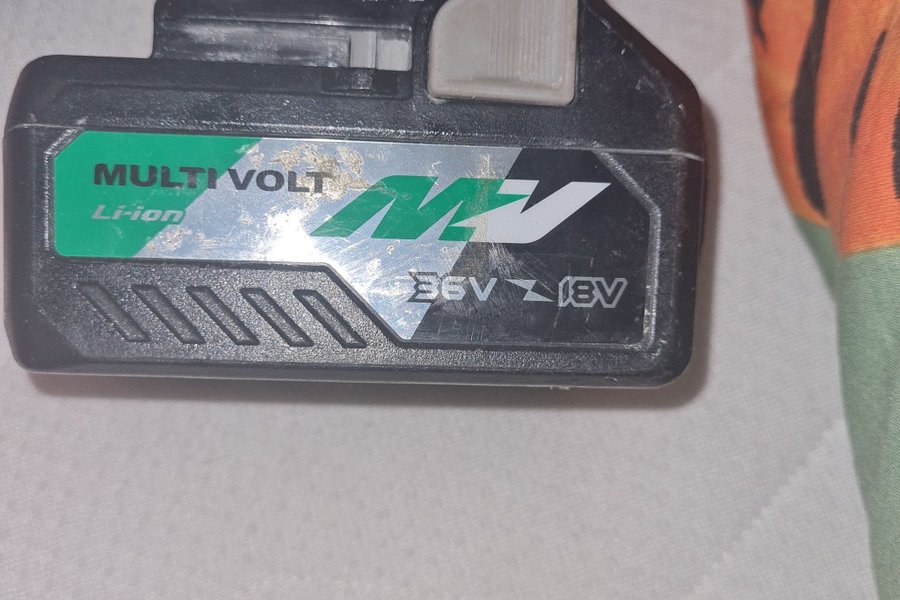 MULTI VOLT
Li-ion
MV
36V 18V